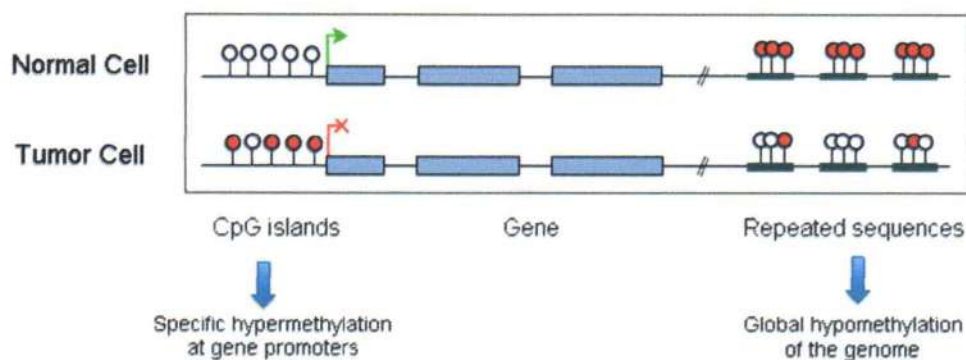 Normal Cell
Tumor Cell
CpG islands
Gene
Repeated sequences
Specific hypermethylation
at gene promoters
Global hypomethylation
of the genome